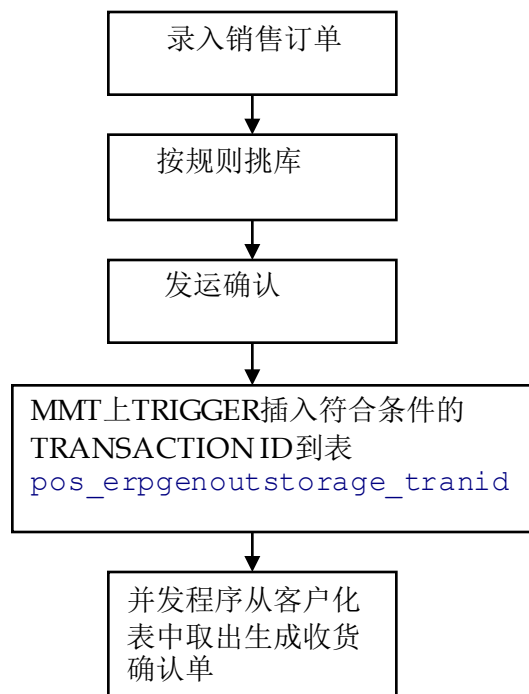 录入销售订单
按规则挑库
发运确认
MMT上TRIGGER插入符合条件的
TRANSACTION ID到表
pos_erpgenoutstorage_tranid
并发程序从客户化
表中取出生成收货
确认单